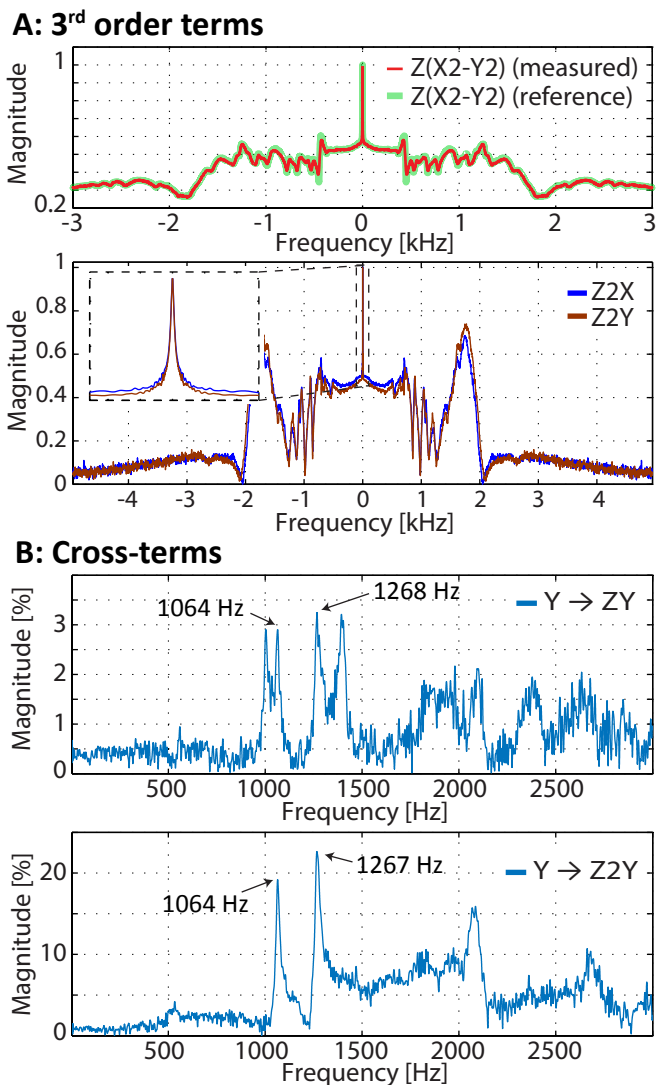 A: 3rd order terms
Magnitude
1
0.2
Z(X2-Y2) (measured)
Z(X2-Y2) (reference)
-3 -2 -1 0 1 2 3
Frequency [kHz]
Magnitude
1
0.8
0.6
0.4
0.2
0
Z2X
Z2Y
-4 -3 -2 -1 0 1 2 3 4
Frequency [kHz]
B: Cross-terms
Magnitude [%]
3
2
1
0
1064 Hz
1268 Hz
Y → ZY
500 1000 1500 2000 2500
Frequency [Hz]
Magnitude [%]
20
10
0
1064 Hz
1267 Hz
Y → Z2Y
500 1000 1500 2000 2500
Frequency [Hz]